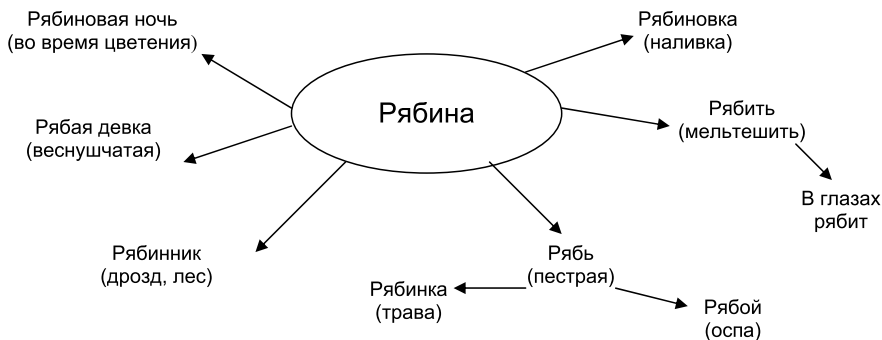 Рябиновая ночь
(во время цветения)
Рябиновка
(наливка)
Рябина
Рябить
(мельтешить)
Рябая девка
(веснушчатая)
В глазах
рябит
Рябинник
(дрозд, лес)
Рябь
(пестрая)
Рябинка
(трава)
Рябой
(оспа)